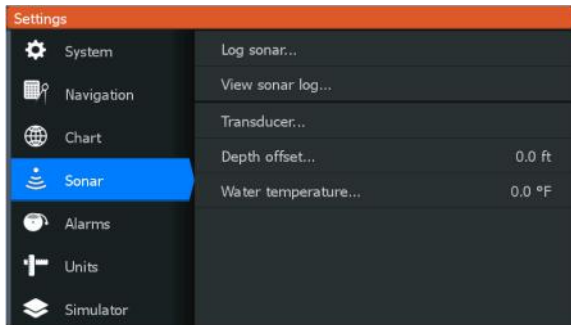 Settings
System
Navigation
Chart
Sonar
Alarms
Units
Simulator
Log sonar...
View sonar log...
Transducer...
Depth offset... 0.0 ft
Water temperature... 0.0 °F